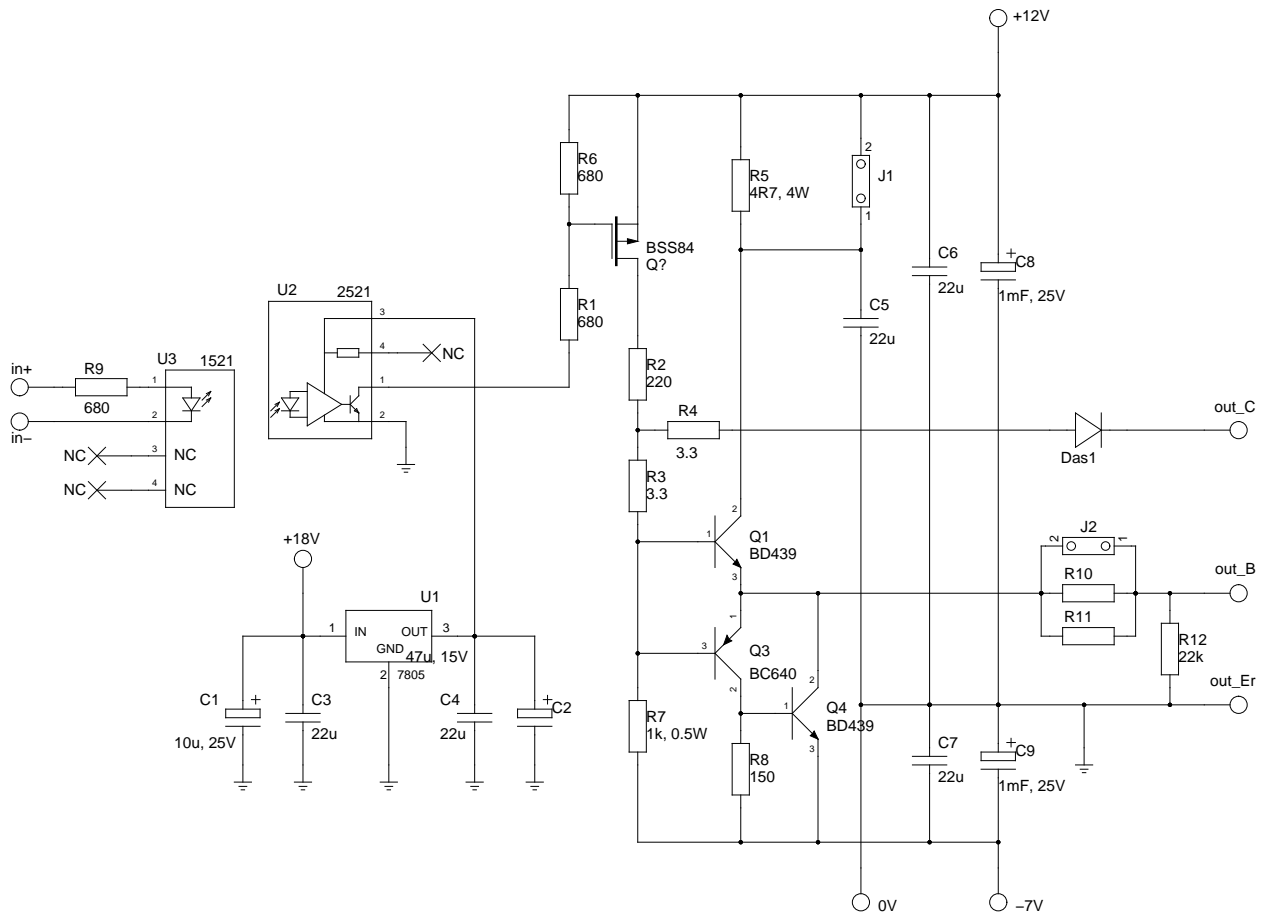 +12V
R6
680
2
R5
4R7, 4W
J1
1
BSS84
Q?
C6
22u
+
C8
1mF, 25V
U2
2521
3
R1
680
C5
22u
4
NC
U3
1521
in+
R9
680
1
1
R2
220
2
in−
2
R4
3.3
out_C
Das1
NC
3
NC
NC
4
NC
R3
3.3
2
1
Q1
BD439
3
J2
2
1
+18V
R10
out_B
U1
1
IN
OUT
3
GND
47u, 15V
2
7805
1
3
Q3
BC640
2
R11
R12
22k
out_Er
C1
+
10u, 25V
C3
22u
C4
22u
+
C2
R7
1k, 0.5W
2
1
Q4
BD439
3
R8
150
C7
22u
+
C9
1mF, 25V
0V
−7V